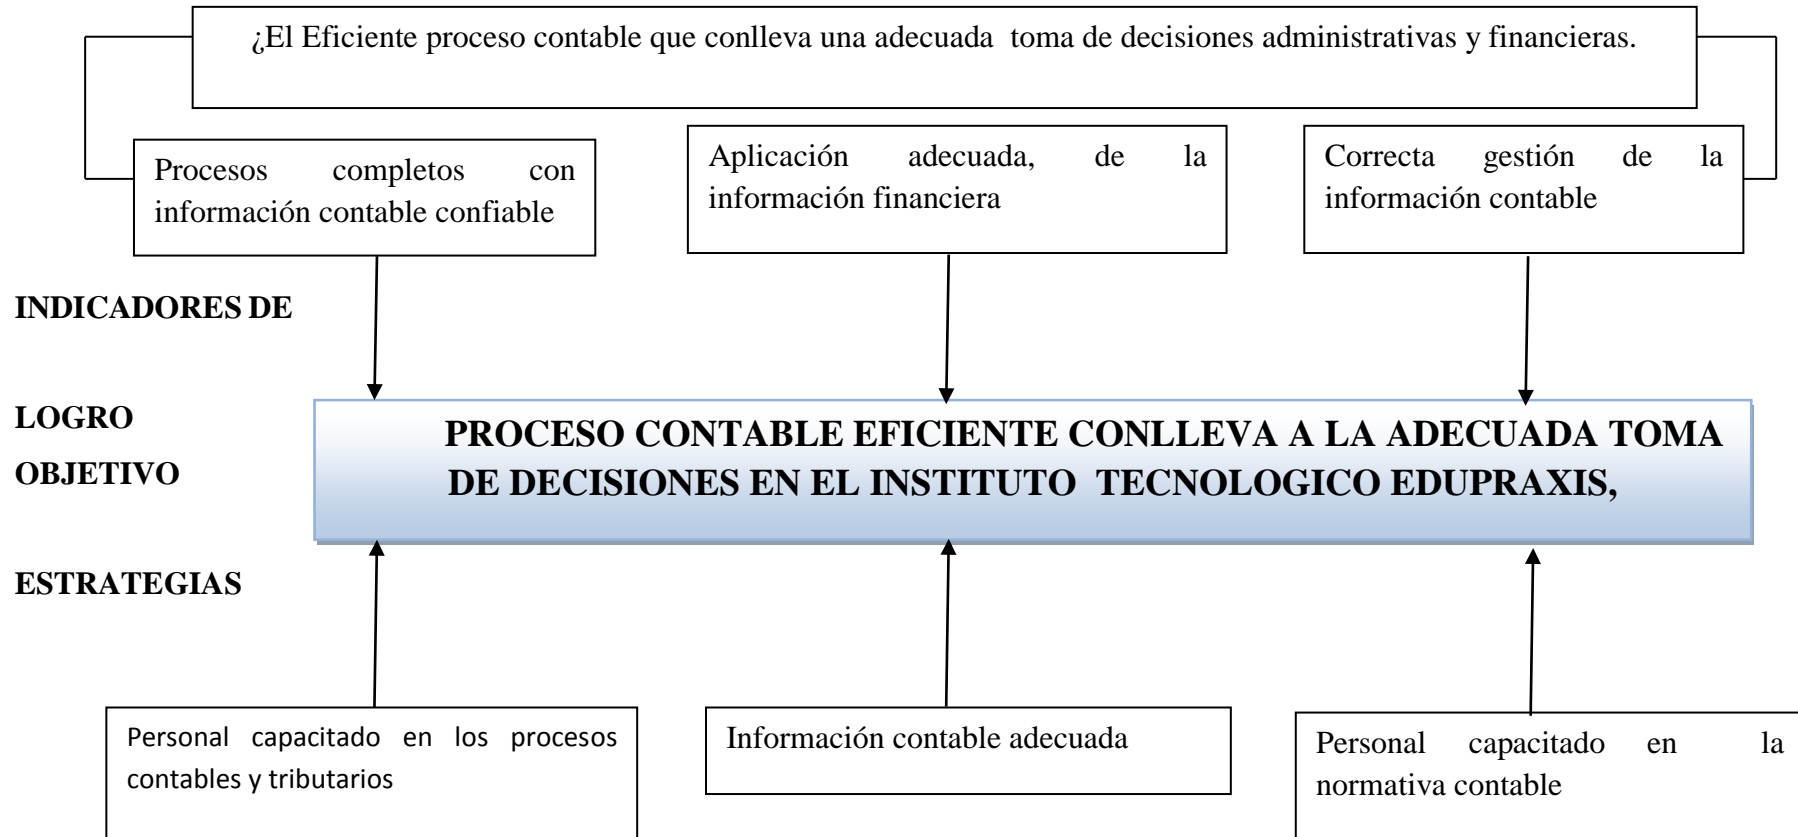 ¿El Eficiente proceso contable que conlleva una adecuada toma de decisiones administrativas y financieras.
Procesos completos con
información contable confiable
Aplicación adecuada, de la
información financiera
Correcta gestión de la
información contable
INDICADORES DE
LOGRO
OBJETIVO
PROCESO CONTABLE EFICIENTE CONLLEVA A LA ADECUADA TOMA
DE DECISIONES EN EL INSTITUTO TECNOLOGICO EDUPRAXIS,
ESTRATEGIAS
Personal capacitado en los procesos
contables y tributarios
Información contable adecuada
Personal capacitado en la
normativa contable